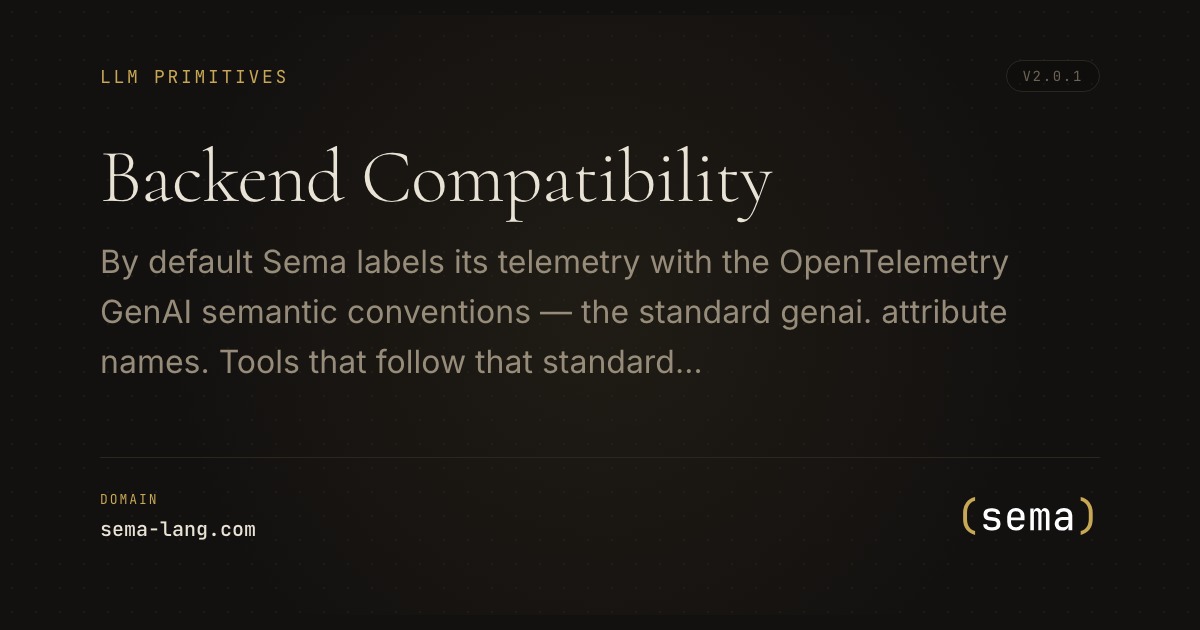 LLM PRIMITIVES
V2.0.1
Backend Compatibility
By default Sema labels its telemetry with the OpenTelemetry
GenAI semantic conventions — the standard genai. attribute
names. Tools that follow that standard...
DOMAIN
sema-lang.com
(sema)